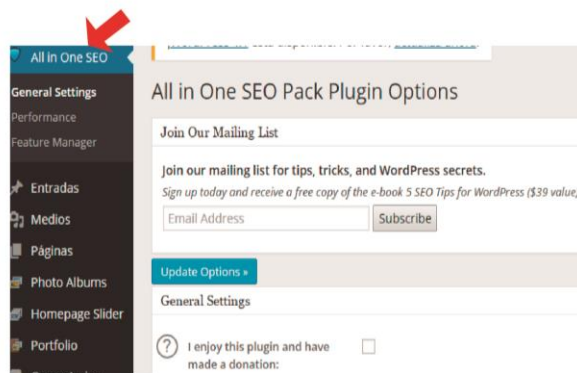 All in One SEO
General Settings
Performance
Feature Manager
Entradas
Medios
Páginas
Photo Albums
Homepage Slider
Portfolio
All in One SEO Pack Plugin Options
Join Our Mailing List
Join our mailing list for tips, tricks, and WordPress secrets.
Sign up today and receive a free copy of the e-book 5 SEO Tips for WordPress ($39 value)
Email Address
Subscribe
Update Options »
General Settings
? I enjoy this plugin and have
made a donation: